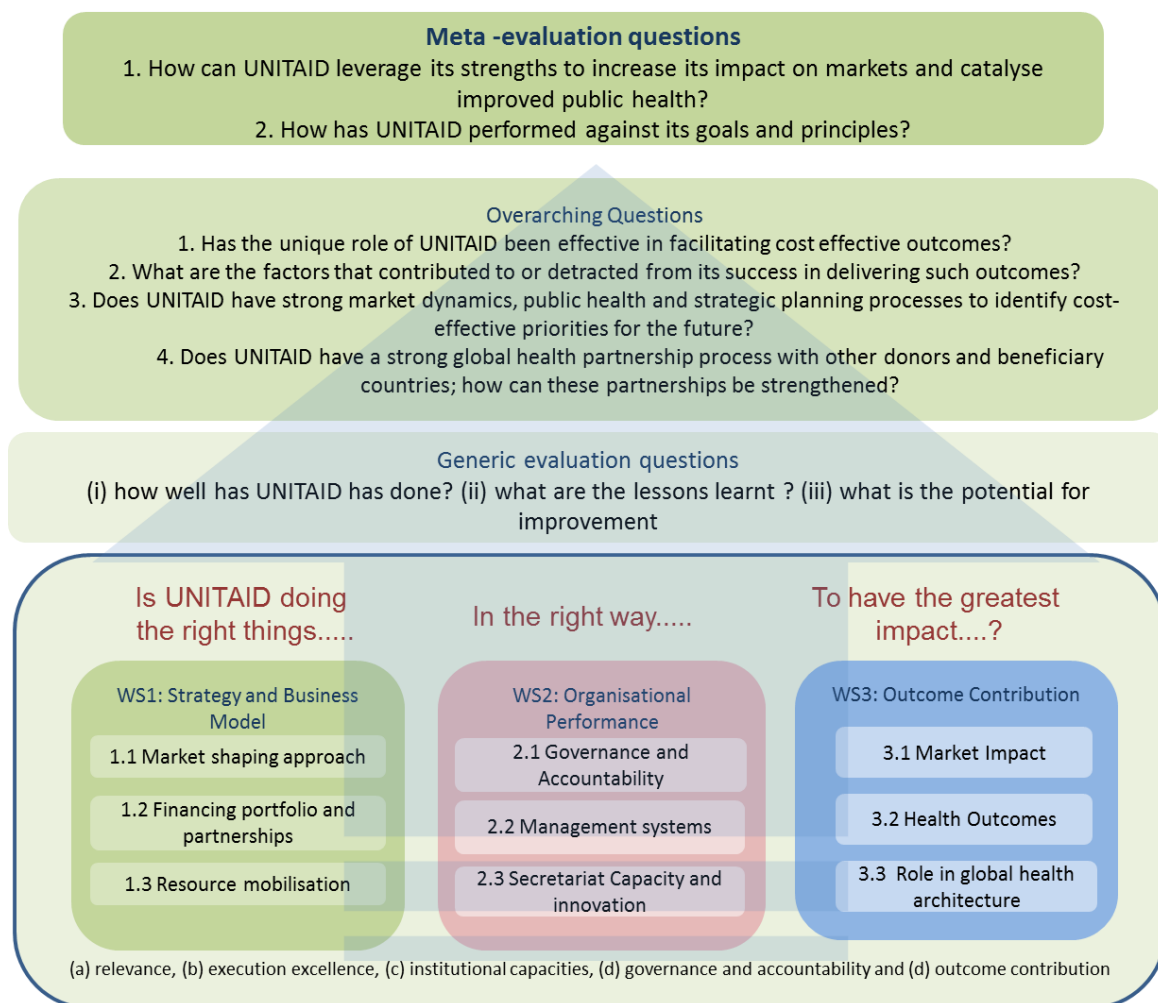 Meta -evaluation questions
1. How can UNITAID leverage its strengths to increase its impact on markets and catalyse
improved public health?
2. How has UNITAID performed against its goals and principles?
Overarching Questions
1. Has the unique role of UNITAID been effective in facilitating cost effective outcomes?
2. What are the factors that contributed to or detracted from its success in delivering such outcomes?
3. Does UNITAID have strong market dynamics, public health and strategic planning processes to identify cost-
effective priorities for the future?
4. Does UNITAID have a strong global health partnership process with other donors and beneficiary
countries; how can these partnerships be strengthened?
Generic evaluation questions
(i) how well has UNITAID has done? (ii) what are the lessons learnt ? (iii) what is the potential for
improvement
Is UNITAID doing
the right things.....
In the right way.....
To have the greatest
impact....?
WS1: Strategy and Business
Model
1.1 Market shaping approach
1.2 Financing portfolio and
partnerships
1.3 Resource mobilisation
WS2: Organisational
Performance
2.1 Governance and
Accountability
2.2 Management systems
2.3 Secretariat Capacity and
innovation
WS3: Outcome Contribution
3.1 Market Impact
3.2 Health Outcomes
3.3 Role in global health
architecture
(a) relevance, (b) execution excellence, (c) institutional capacities, (d) governance and accountability and (d) outcome contribution